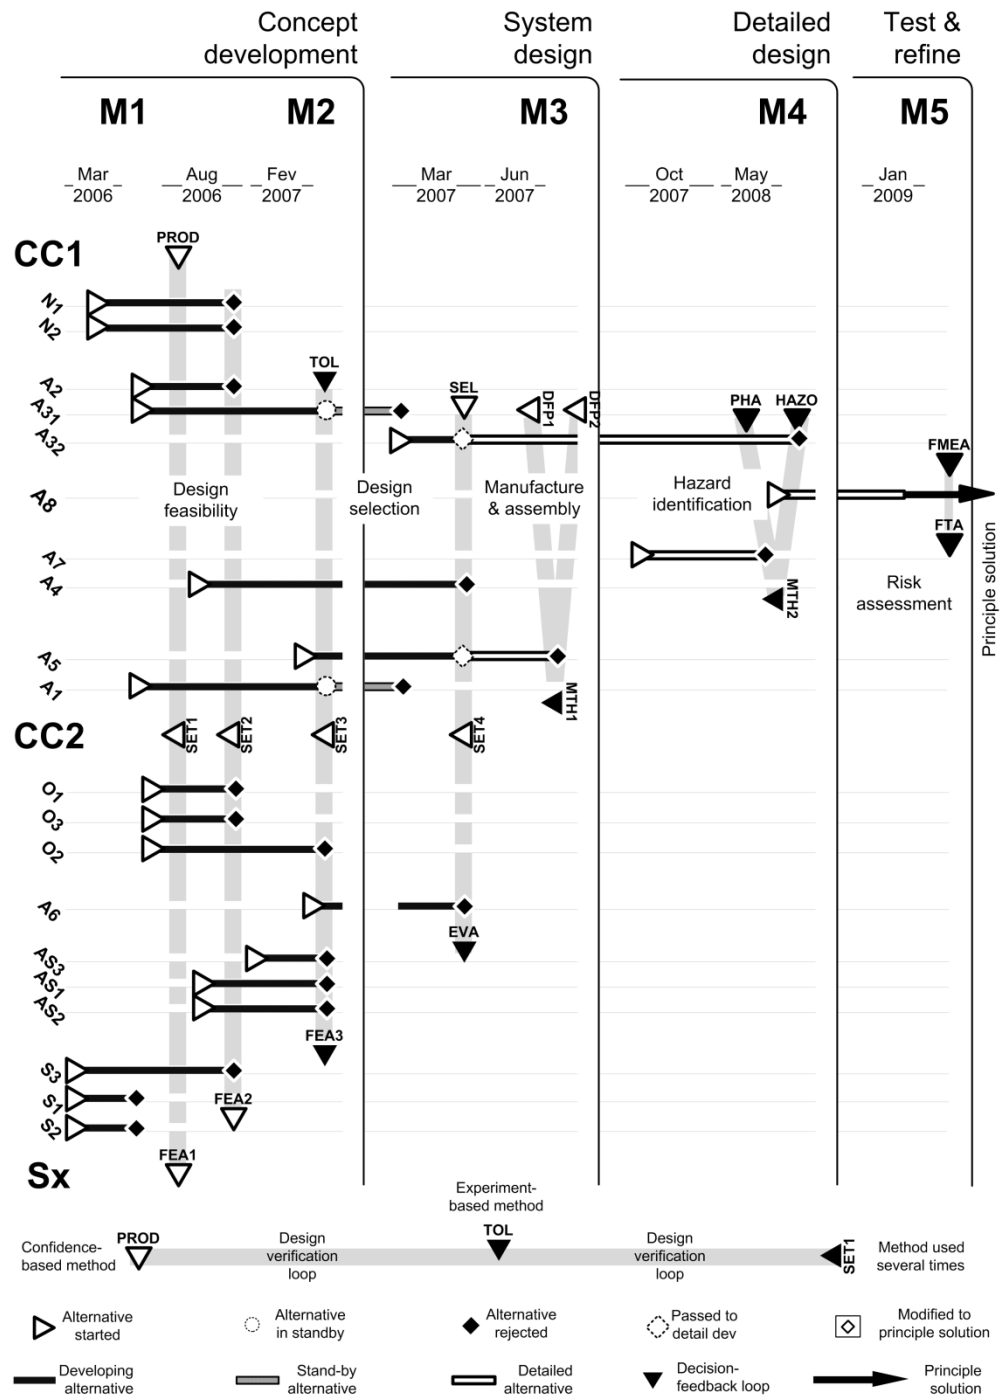 Concept
development
System
design
Detailed
design
Test &
refine
M1
M2
M3
M4
M5
Mar
2006
Aug
2006
Fev
2007
Mar
2007
Jun
2007
Oct
2007
May
2008
Jan
2009
CC1
PROD
N1
N2
TOL
A2
A31
SEL
DFP1
DFP2
PHA
HAZO
A32
FMEA
Design
feasibility
Design
selection
Manufacture
& assembly
Hazard
identification
A8
FTA
Principle solution
A7
A4
MTH2
Risk
assessment
A5
A1
MTH1
CC2
SET1
SET2
SET3
SET4
O1
O3
O2
A6
EVA
AS3
AS1
AS2
FEA3
S3
S1
FEA2
S2
FEA1
Sx
Experiment-
based method
Confidence-
based method
PROD
Design
verification
loop
TOL
Design
verification
loop
SET1
Method used
several times
Alternative
started
Alternative
in standby
Alternative
rejected
Passed to
detail dev
Modified to
principle solution
Developing
alternative
Stand-by
alternative
Detailed
alternative
Decision-
feedback loop
Principle
solution